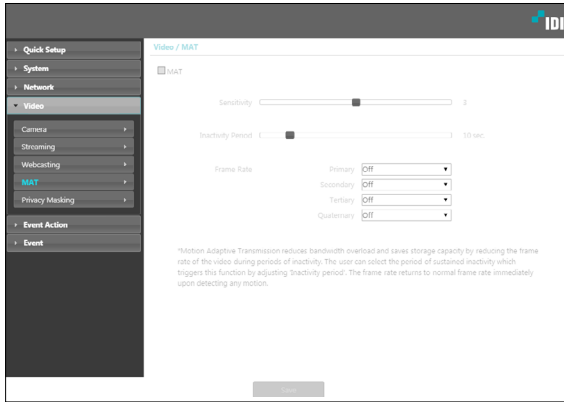 IDI
Quick Setup
System
Network
Video
Camera
Streaming
Webcasting
MAT
Privacy Masking
Event Action
Event
Video / MAT
MAT
Sensitivity 3
Inactivity Period 10 sec
Frame Rate Primary Off
Secondary Off
Tertiary Off
Quaternary Off
*Motion Adaptive Transmission reduces bandwidth overload and saves storage capacity by reducing the frame
rate of the video during periods of inactivity. The user can select the period of sustained inactivity which
triggers this function by adjusting 'Inactivity period'. The frame rate returns to normal frame rate immediately
upon detecting any motion.
Save